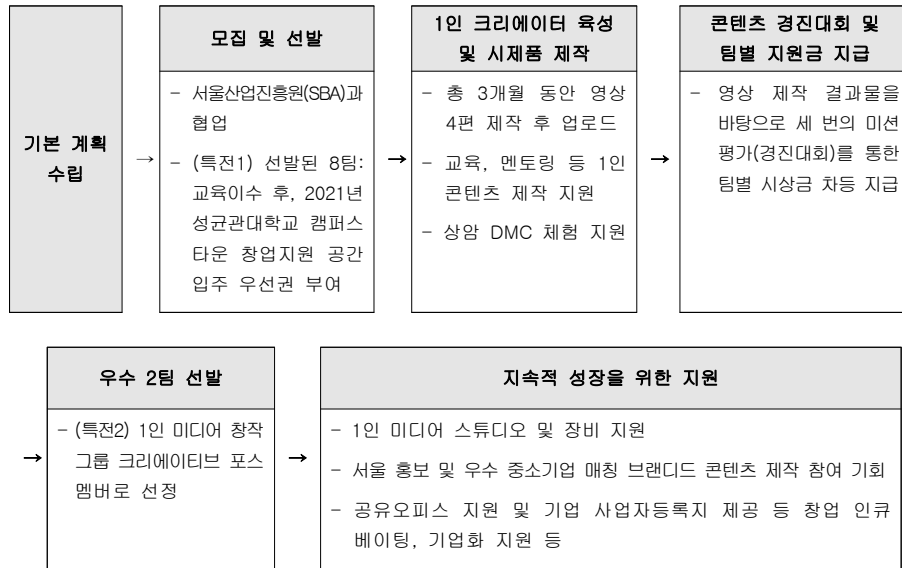 기본 계획
수립
→
모집 및 선발
- 서울산업진흥원(SBA)과
협업
- (특전1) 선발된 8팀:
교육이수 후, 2021년
성균관대학교 캠퍼스
타운 창업지원 공간
입주 우선권 부여
→
1인 크리에이터 육성
및 시제품 제작
- 총 3개월 동안 영상
4편 제작 후 업로드
- 교육, 멘토링 등 1인
콘텐츠 제작 지원
- 상암 DMC 체험 지원
→
콘텐츠 경진대회 및
팀별 지원금 지급
- 영상 제작 결과물을
바탕으로 세 번의 미션
평가(경진대회)를 통한
팀별 시상금 차등 지급
→
우수 2팀 선발
- (특전2) 1인 미디어 창작
그룹 크리에이티브 포스
멤버로 선정
→
지속적 성장을 위한 지원
- 1인 미디어 스튜디오 및 장비 지원
- 서울 홍보 및 우수 중소기업 매칭 브랜디드 콘텐츠 제작 참여 기회
- 공유오피스 지원 및 기업 사업자등록지 제공 등 창업 인큐
베이팅, 기업화 지원 등